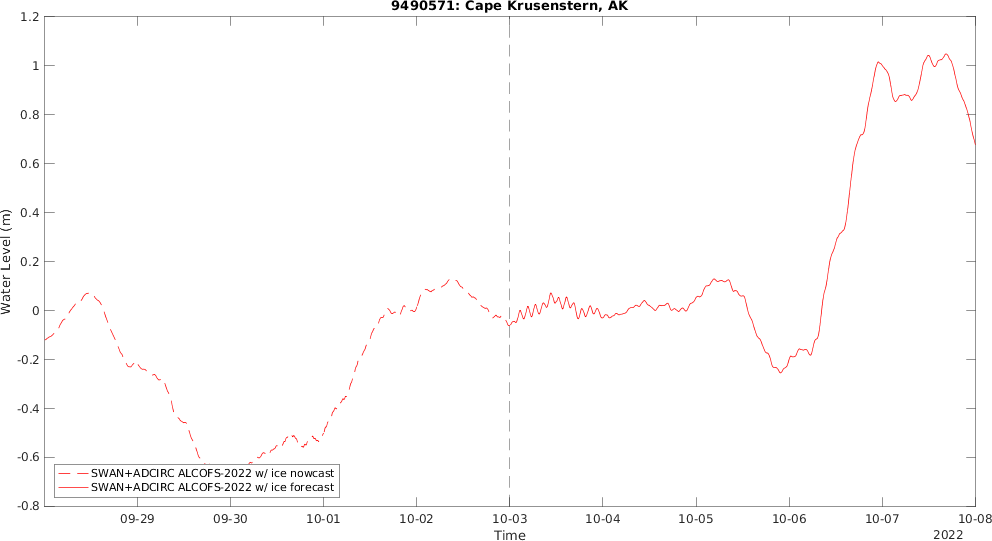 9490571: Cape Krusenstern, AK
1.2
1
0.8
0.6
0.4
0.2
0
-0.2
-0.4
-0.6
-0.8
Water Level (m)
SWAN+ADCIRC ALCOFS-2022 w/ ice nowcast
SWAN+ADCIRC ALCOFS-2022 w/ ice forecast
09-29 09-30 10-01 10-02 10-03 10-04 10-05 10-06 10-07 10-08
Time
2022